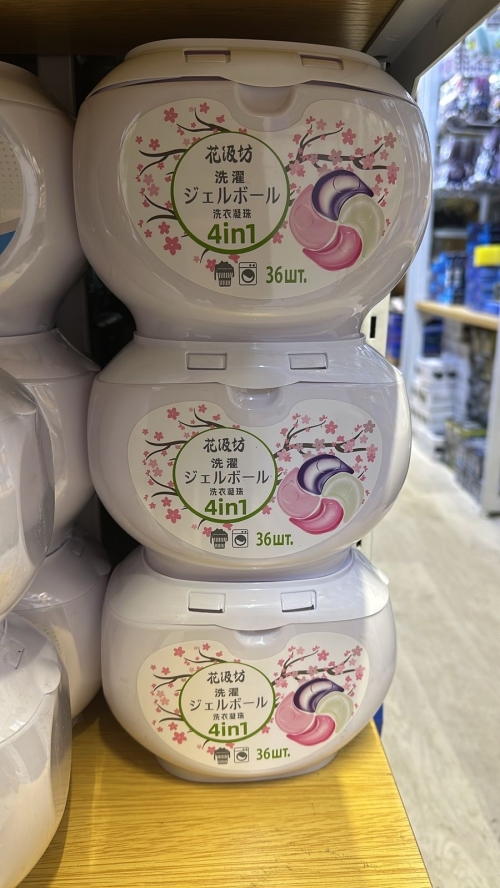 花汲坊
洗濯
ジェルボール
洗衣凝珠
4in1
36шт.
花汲坊
洗濯
ジェルボール
洗衣凝珠
4in1
36шт.
花汲坊
洗濯
ジェルボール
洗衣凝珠
4in1
36шт.